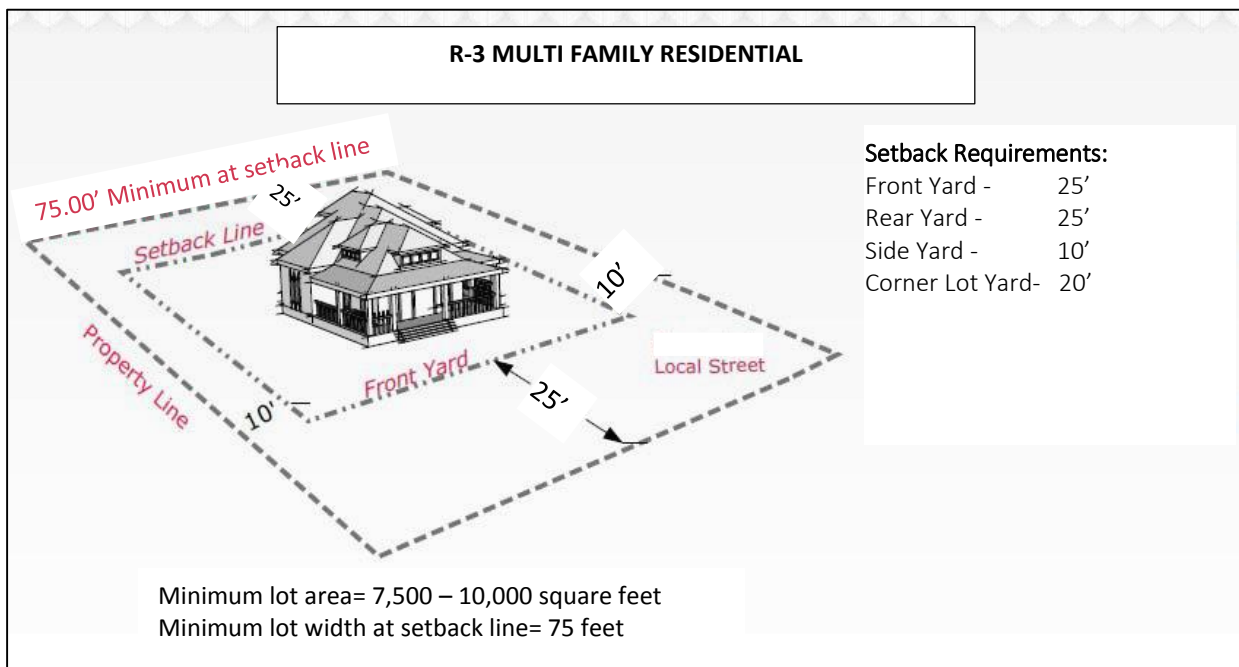 R-3 MULTI FAMILY RESIDENTIAL
75.00’ Minimum at setback line
25’
Setback Line
10’
Property Line
Front Yard
10'
25’
Local Street
Setback Requirements:
Front Yard - 25’
Rear Yard - 25’
Side Yard - 10’
Corner Lot Yard- 20’
Minimum lot area= 7,500 – 10,000 square feet
Minimum lot width at setback line= 75 feet